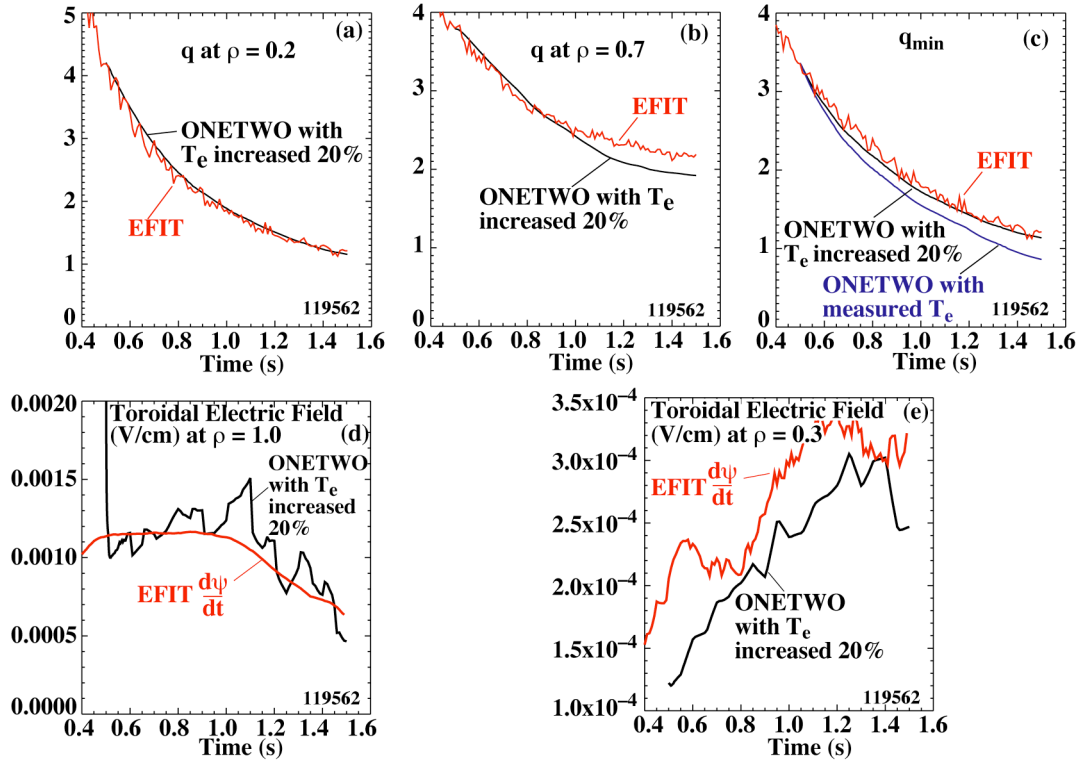 (a)
q at ρ = 0.2
ONETWO with
Te increased 20%
EFIT
119562
5
4
3
2
1
0
0.4 0.6 0.8 1.0 1.2 1.4 1.6
Time (s)
(b)
q at ρ = 0.7
EFIT
ONETWO with Te
increased 20%
119562
4
3
2
1
0
0.4 0.6 0.8 1.0 1.2 1.4 1.6
Time (s)
(c)
qmin
EFIT
ONETWO with
Te increased 20%
ONETWO with
measured Te
119562
4
3
2
1
0
0.4 0.6 0.8 1.0 1.2 1.4 1.6
Time (s)
Toroidal Electric Field
(V/cm) at ρ = 1.0
(d)
ONETWO
with Te
increased
20%
EFIT dψ/dt
119562
0.0020
0.0015
0.0010
0.0005
0.0000
0.4 0.6 0.8 1.0 1.2 1.4 1.6
Time (s)
Toroidal Electric Field
(V/cm) at ρ = 0.3
(e)
EFIT dψ/dt
ONETWO
with Te
increased 20%
119562
3.5x10⁻⁴
3.0x10⁻⁴
2.5x10⁻⁴
2.0x10⁻⁴
1.5x10⁻⁴
1.0x10⁻⁴
0.4 0.6 0.8 1.0 1.2 1.4 1.6
Time (s)